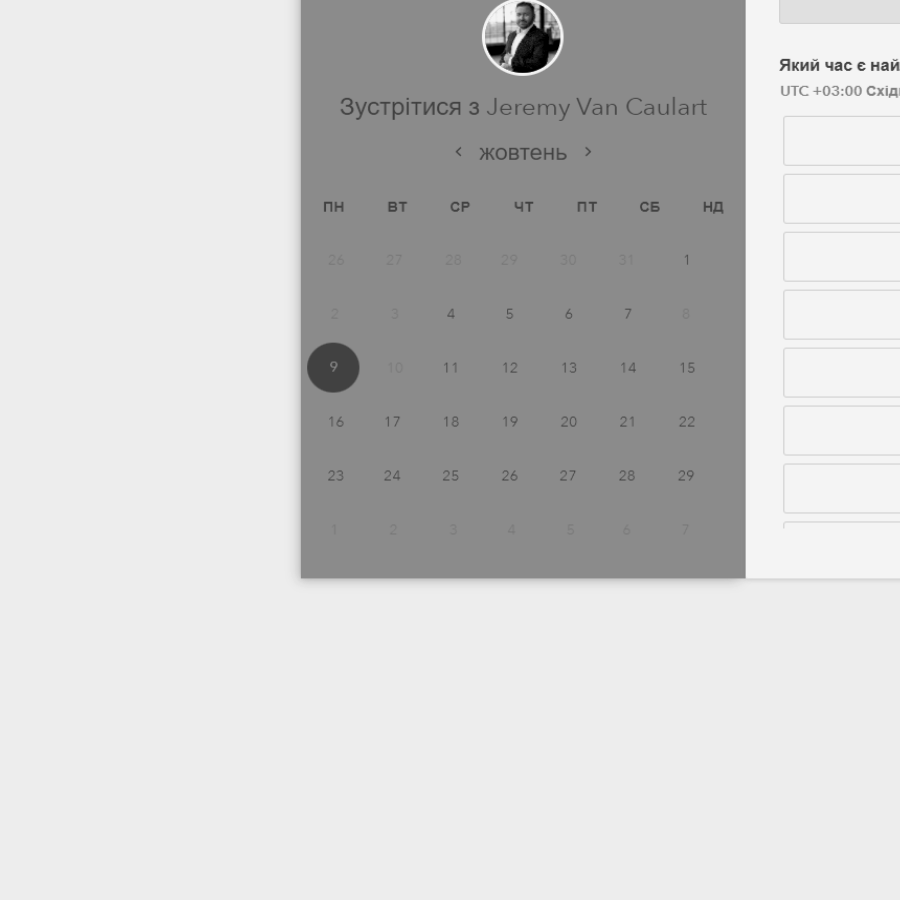 Зустрітися з Jeremy Van Caulart
жовтень
ПН ВТ СР ЧТ ПТ СБ НД
26 27 28 29 30 31 1
2 3 4 5 6 7 8
9 10 11 12 13 14 15
16 17 18 19 20 21 22
23 24 25 26 27 28 29
1 2 3 4 5 6 7
Який час є най
UTC +03:00 Схід